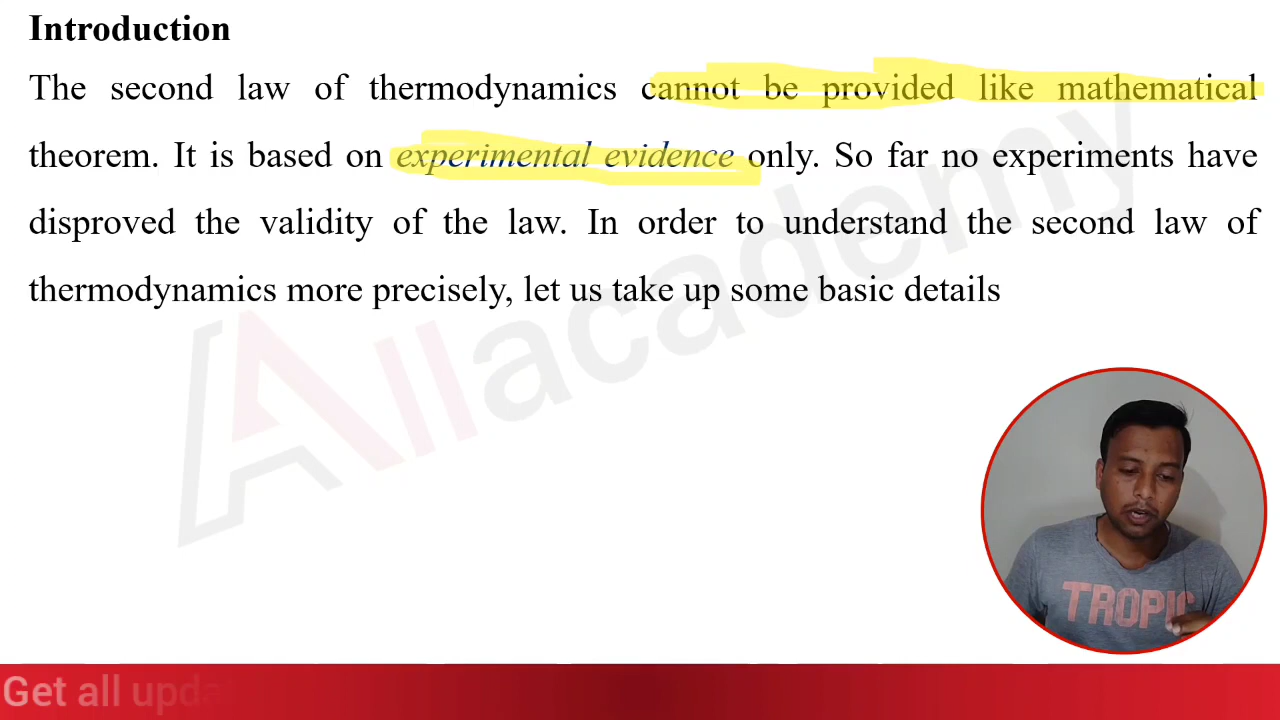 Introduction
The second law of thermodynamics cannot be provided like mathematical
theorem. It is based on experimental evidence only. So far no experiments have
disproved the validity of the law. In order to understand the second law of
thermodynamics more precisely, let us take up some basic details
Allacademy
TROPIC
Get all upda